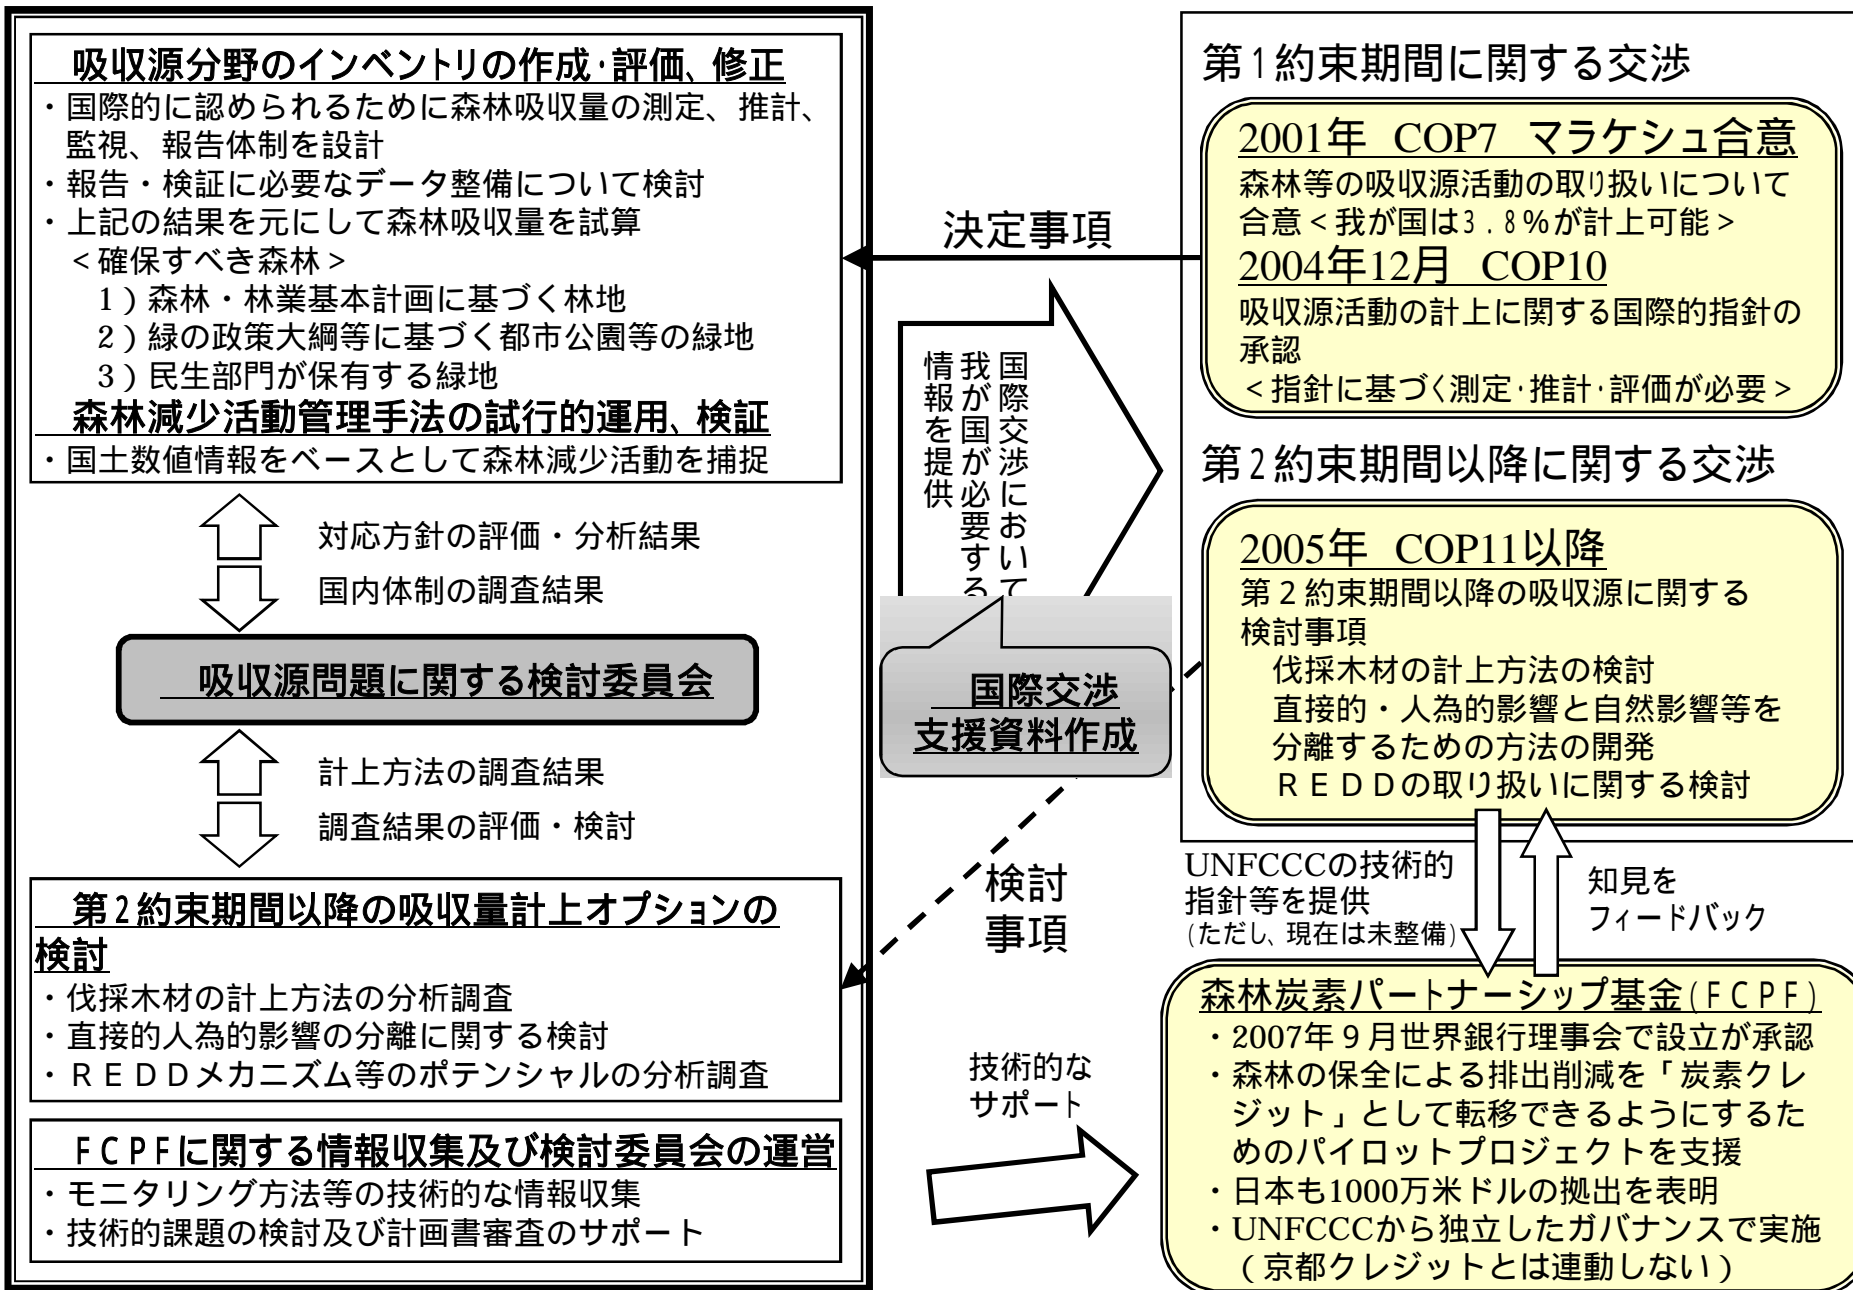 吸収源分野のインベントリの作成・評価、修正
・国際的に認められるために森林吸収量の測定、推計、
監視、報告体制を設計
・報告・検証に必要なデータ整備について検討
・上記の結果を元にして森林吸収量を試算
＜確保すべき森林＞
1）森林・林業基本計画に基づく林地
2）緑の政策大綱等に基づく都市公園等の緑地
3）民生部門が保有する緑地
森林減少活動管理手法の試行的運用、検証
・国土数値情報をベースとして森林減少活動を捕捉
対応方針の評価・分析結果
国内体制の調査結果
吸収源問題に関する検討委員会
計上方法の調査結果
調査結果の評価・検討
第2約束期間以降の吸収量計上オプションの
検討
・伐採木材の計上方法の分析調査
・直接的人為的影響の分離に関する検討
・ＲＥＤＤメカニズム等のポテンシャルの分析調査
FCPFに関する情報収集及び検討委員会の運営
・モニタリング方法等の技術的な情報収集
・技術的課題の検討及び計画書審査のサポート
決定事項
国際交渉において
我が国が必要する
情報を提供
国際交渉
支援資料作成
検討
事項
技術的な
サポート
第1約束期間に関する交渉
2001年 COP7 マラケシュ合意
森林等の吸収源活動の取り扱いについて
合意＜我が国は3.8％が計上可能＞
2004年12月 COP10
吸収源活動の計上に関する国際的指針の
承認
＜指針に基づく測定・推計・評価が必要＞
第2約束期間以降に関する交渉
2005年 COP11以降
第２約束期間以降の吸収源に関する
検討事項
伐採木材の計上方法の検討
直接的・人為的影響と自然影響等を
分離するための方法の開発
ＲＥＤＤの取り扱いに関する検討
UNFCCCの技術的
指針等を提供
(ただし、現在は未整備)
知見を
フィードバック
森林炭素パートナーシップ基金(FCPF)
・2007年９月世界銀行理事会で設立が承認
・森林の保全による排出削減を「炭素クレ
ジット」として転移できるようにするた
めのパイロットプロジェクトを支援
・日本も1000万米ドルの拠出を表明
・UNFCCCから独立したガバナンスで実施
（京都クレジットとは連動しない）